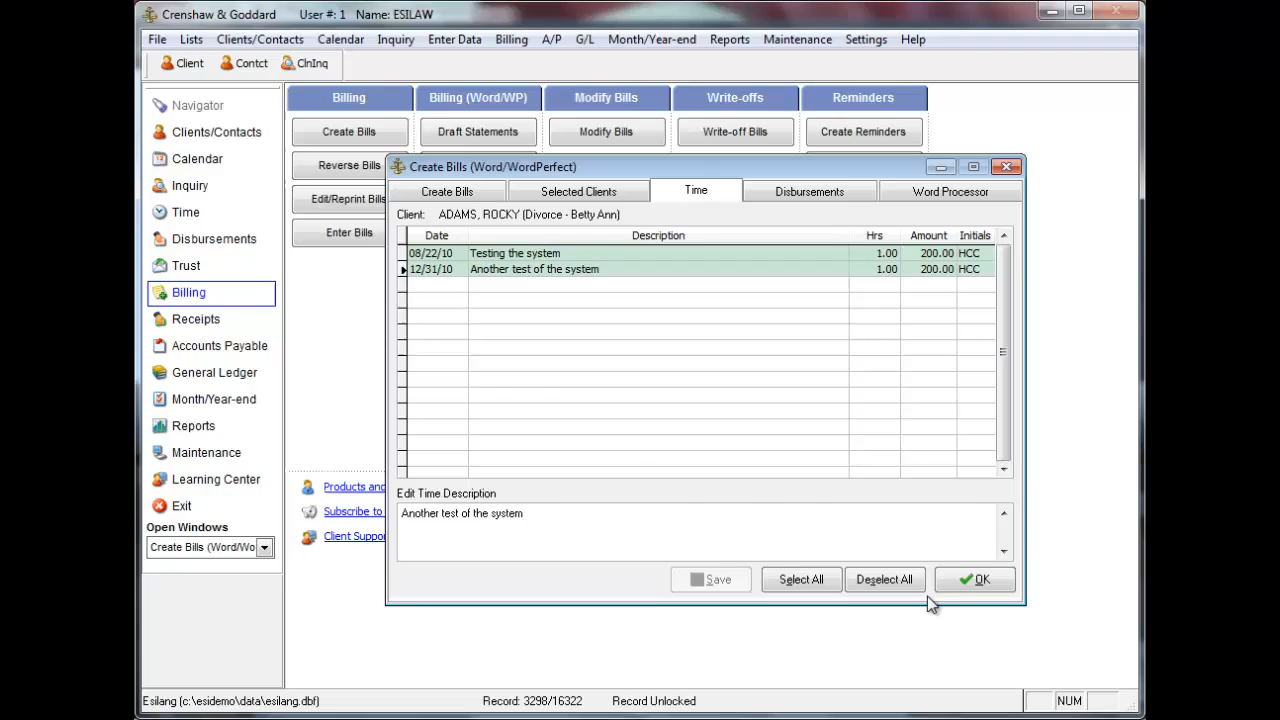 Crenshaw & Goddard User #: 1 Name: ESILAW
File Lists Clients/Contacts Calendar Inquiry Enter Data Billing A/P G/L Month/Year-end Reports Maintenance Settings Help
Client Contct ClnInq
Navigator
Clients/Contacts
Calendar
Inquiry
Time
Disbursements
Trust
Billing
Receipts
Accounts Payable
General Ledger
Month/Year-end
Reports
Maintenance
Learning Center
Exit
Open Windows
Create Bills (Word/Wo
Billing Billing (Word/WP) Modify Bills Write-offs Reminders
Create Bills Draft Statements Modify Bills Write-off Bills Create Reminders
Reverse Bills
Edit/Reprint Bills
Enter Bills
Products and
Subscribe to
Client Suppo
Create Bills (Word/WordPerfect)
Create Bills Selected Clients Time Disbursements Word Processor
Client: ADAMS, ROCKY (Divorce - Betty Ann)
Date Description Hrs Amount Initials
08/22/10 Testing the system 1.00 200.00 HCC
12/31/10 Another test of the system 1.00 200.00 HCC
Edit Time Description
Another test of the system
Save Select All Deselect All OK
Esilang (c:\esidemo\data\esilang.dbf) Record: 3298/16322 Record Unlocked NUM